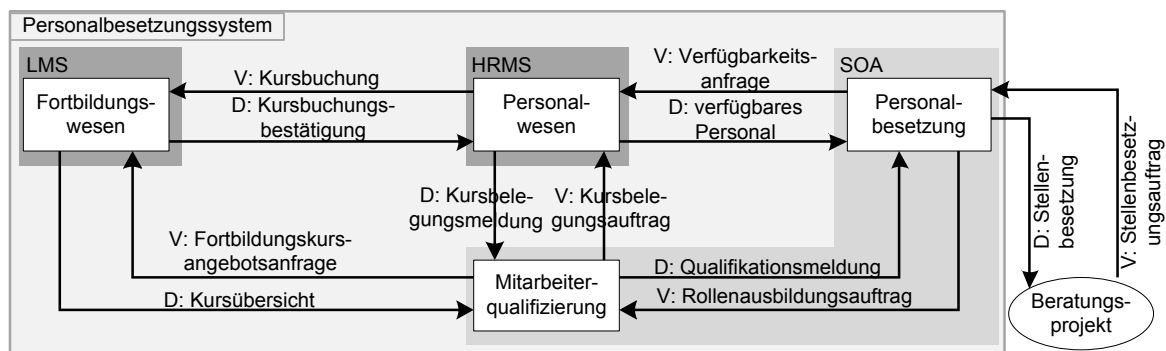 Personalbesetzungssystem
LMS
HRMS
SOA
Fortbildungs-
wesen
V: Kursbuchung
D: Kursbuchungs-
bestätigung
Personal-
wesen
V: Verfügbarkeits-
anfrage
D: verfügbares
Personal
Personal-
besetzung
D: Kursbele-
gungsmeldung
V: Kursbele-
gungsauftrag
D: Stellen-
besetzung
V: Stellenbesetz-
ungsauftrag
V: Fortbildungskurs-
angebotsanfrage
D: Kursübersicht
Mitarbeiter-
qualifizierung
D: Qualifikationsmeldung
V: Rollenausbildungsauftrag
Beratungs-
projekt